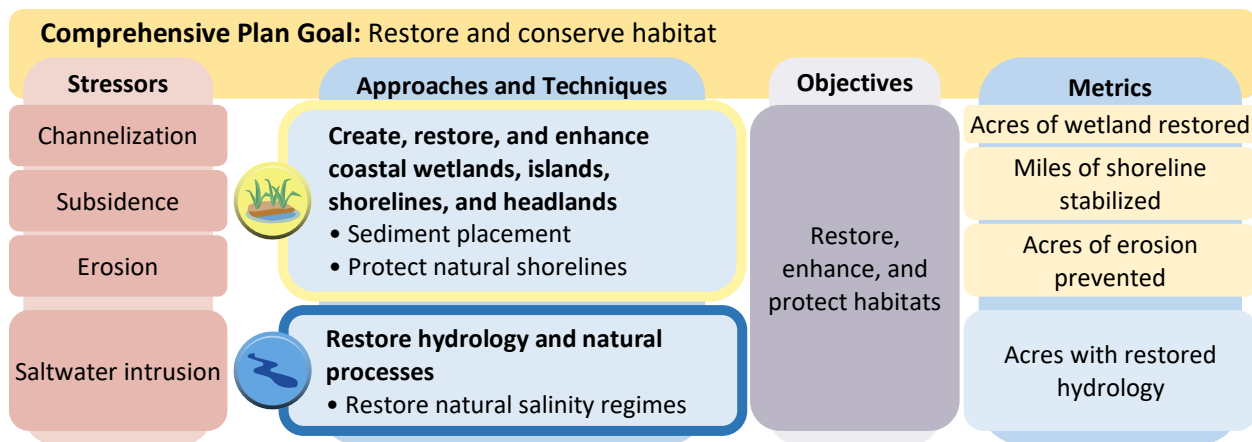 Comprehensive Plan Goal: Restore and conserve habitat
Stressors
Channelization
Subsidence
Erosion
Saltwater intrusion
Approaches and Techniques
Create, restore, and enhance
coastal wetlands, islands,
shorelines, and headlands
• Sediment placement
• Protect natural shorelines
Restore hydrology and natural
processes
• Restore natural salinity regimes
Objectives
Restore,
enhance, and
protect habitats
Metrics
Acres of wetland restored
Miles of shoreline
stabilized
Acres of erosion
prevented
Acres with restored
hydrology